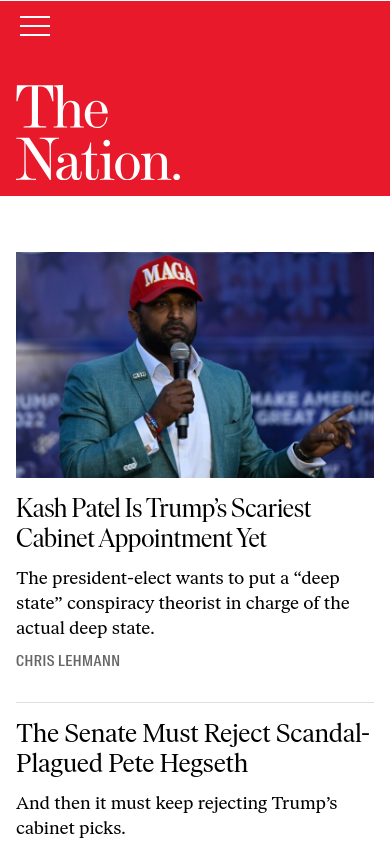 The
Nation.
MAGA
TRUMP
2022
MAKE AMERICA
GREAT AGAIN
Kash Patel Is Trump’s Scariest
Cabinet Appointment Yet
The president-elect wants to put a “deep
state” conspiracy theorist in charge of the
actual deep state.
CHRIS LEHMANN
The Senate Must Reject Scandal-
Plagued Pete Hegseth
And then it must keep rejecting Trump’s
cabinet picks.